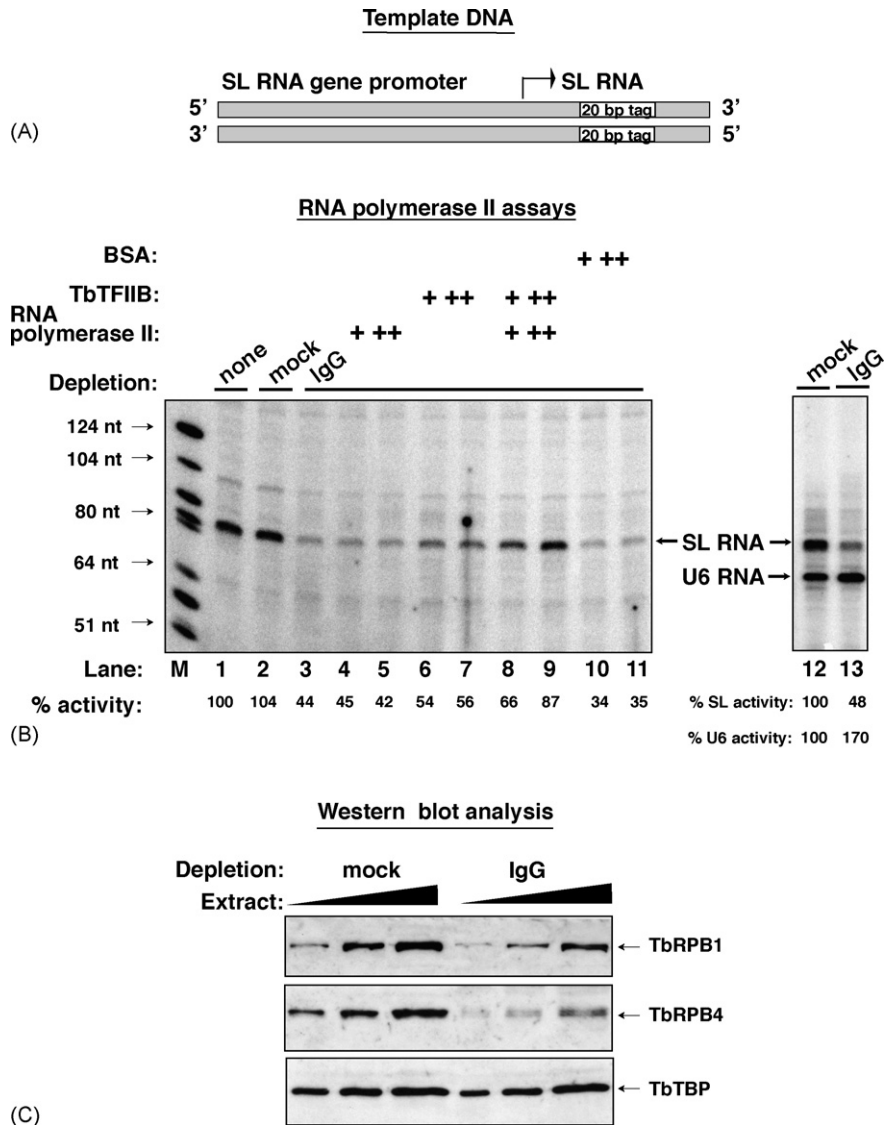 Template DNA
SL RNA gene promoter SL RNA
5’ 20 bp tag 3’
3’ 20 bp tag 5’
(A)
RNA polymerase II assays
BSA: + ++
TbTFIIB: + ++ + ++
RNA polymerase II: + ++ + ++
Depletion: none mock IgG mock IgG
124 nt →
104 nt →
80 nt →
← SL RNA →
64 nt →
U6 RNA →
51 nt →
Lane: M 1 2 3 4 5 6 7 8 9 10 11 12 13
% activity: 100 104 44 45 42 54 56 66 87 34 35
% SL activity: 100 48
% U6 activity: 100 170
(B)
Western blot analysis
Depletion: mock IgG
Extract:
← TbRPB1
← TbRPB4
← TbTBP
(C)